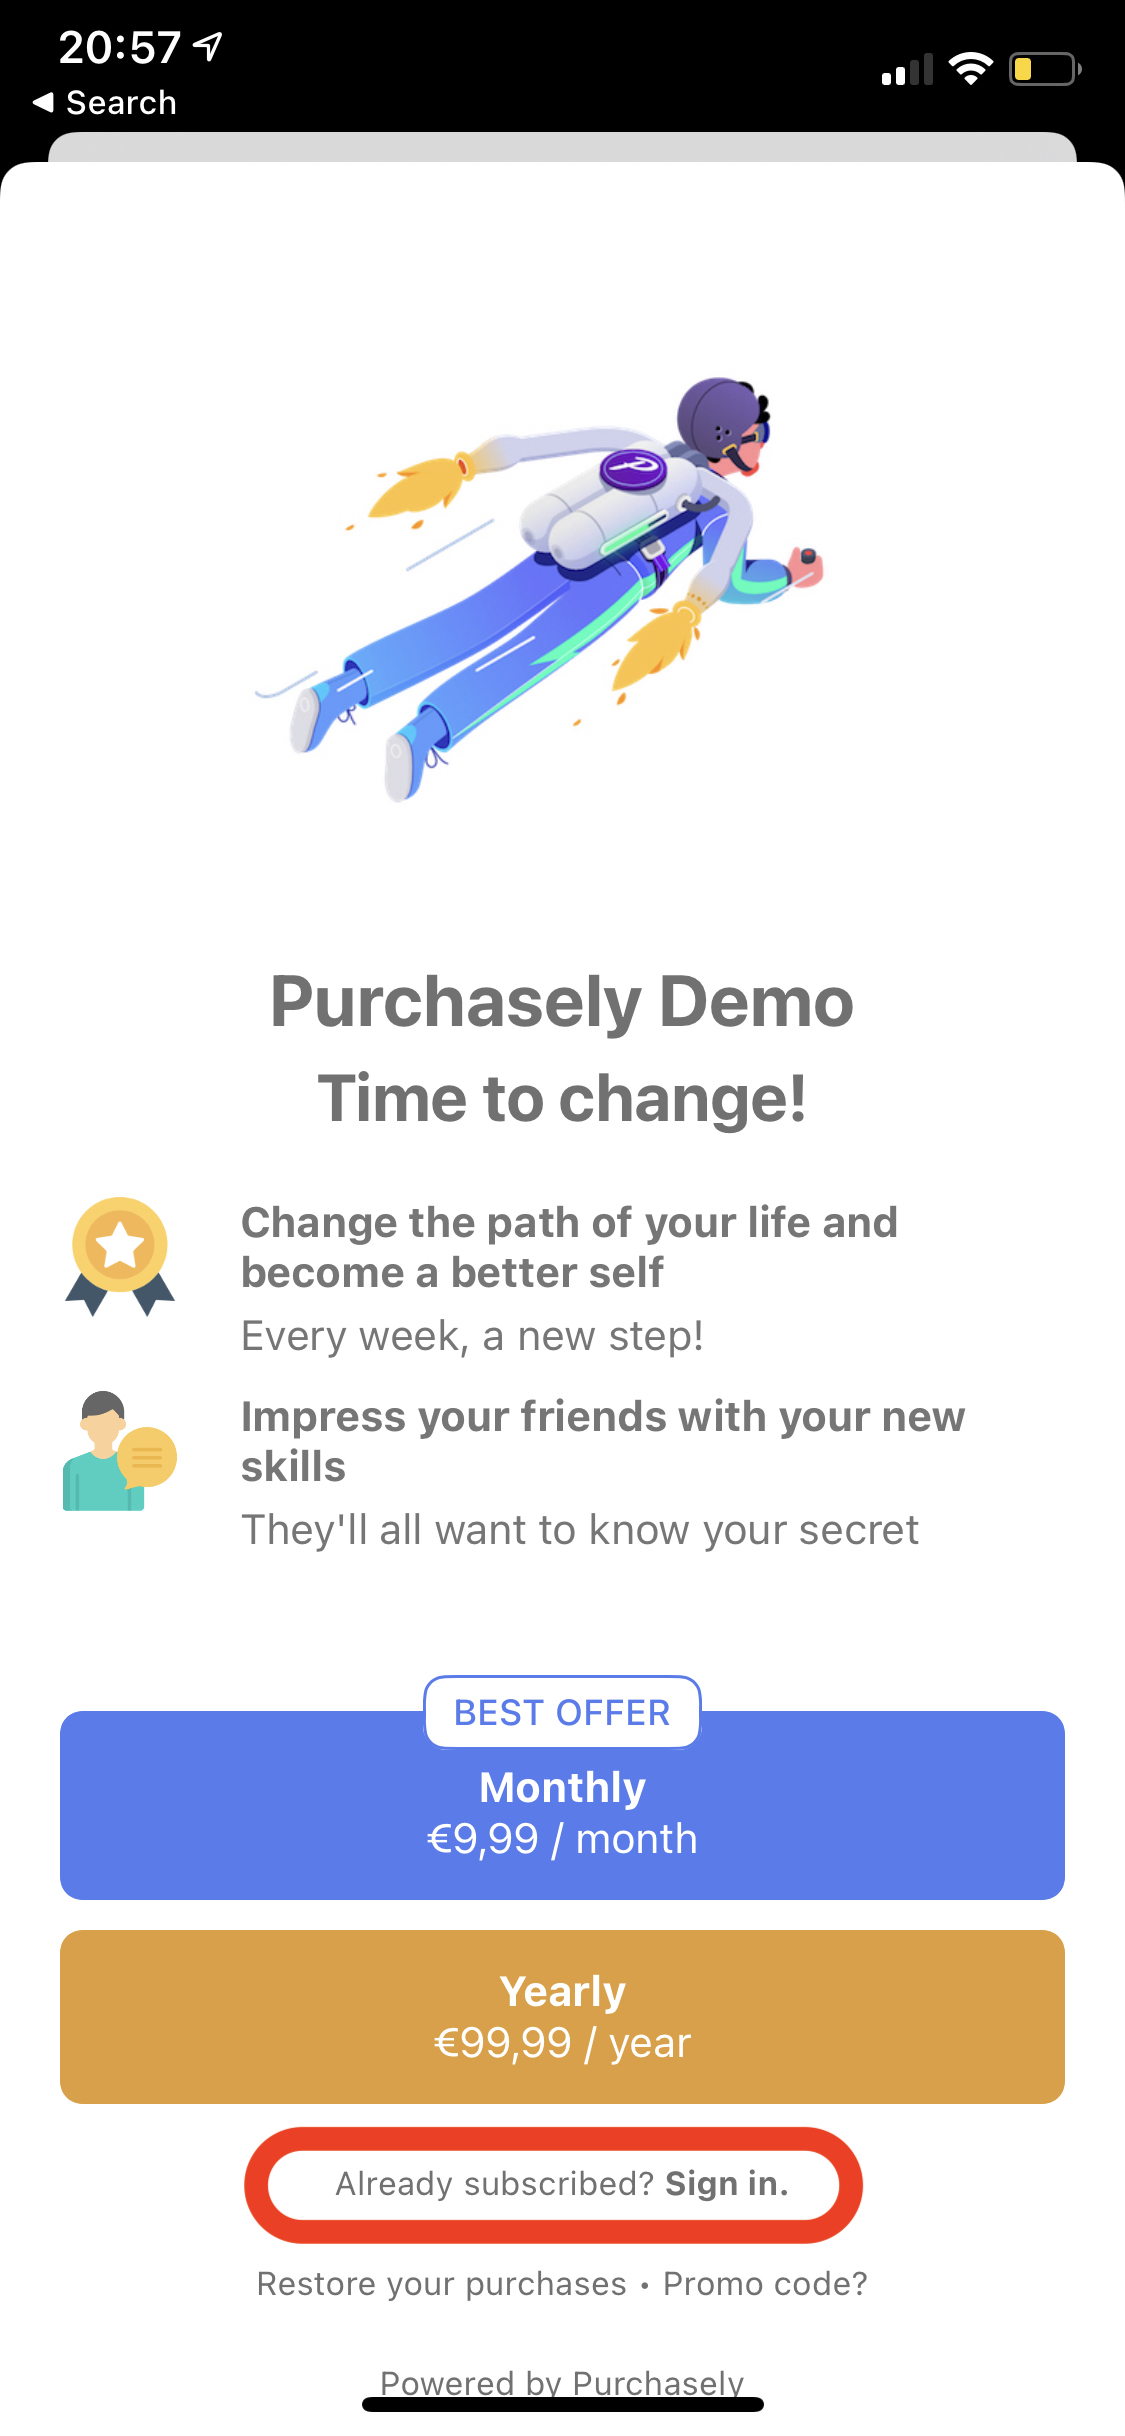 20:57
◀ Search
Purchasely Demo
Time to change!
Change the path of your life and
become a better self
Every week, a new step!
Impress your friends with your new
skills
They'll all want to know your secret
BEST OFFER
Monthly
€9,99 / month
Yearly
€99,99 / year
Already subscribed? Sign in.
Restore your purchases • Promo code?
Powered by Purchasely